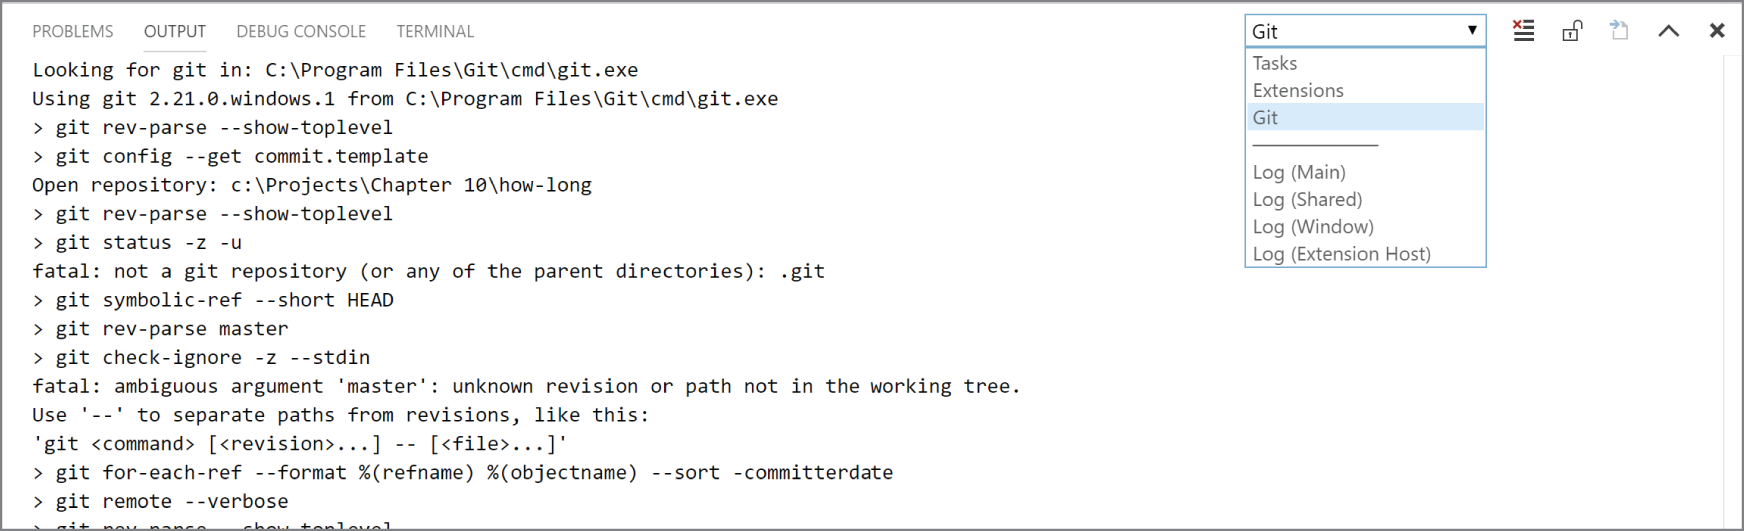 PROBLEMS OUTPUT DEBUG CONSOLE TERMINAL
Git
Tasks
Extensions
Git
Log (Main)
Log (Shared)
Log (Window)
Log (Extension Host)
Looking for git in: C:\Program Files\Git\cmd\git.exe
Using git 2.21.0.windows.1 from C:\Program Files\Git\cmd\git.exe
> git rev-parse --show-toplevel
> git config --get commit.template
Open repository: c:\Projects\Chapter 10\how-long
> git rev-parse --show-toplevel
> git status -z -u
fatal: not a git repository (or any of the parent directories): .git
> git symbolic-ref --short HEAD
> git rev-parse master
> git check-ignore -z --stdin
fatal: ambiguous argument 'master': unknown revision or path not in the working tree.
Use '--' to separate paths from revisions, like this:
'git <command> [<revision>...] -- [<file>...]'
> git for-each-ref --format %(refname) %(objectname) --sort -committerdate
> git remote --verbose
> git rev-parse --show-toplevel